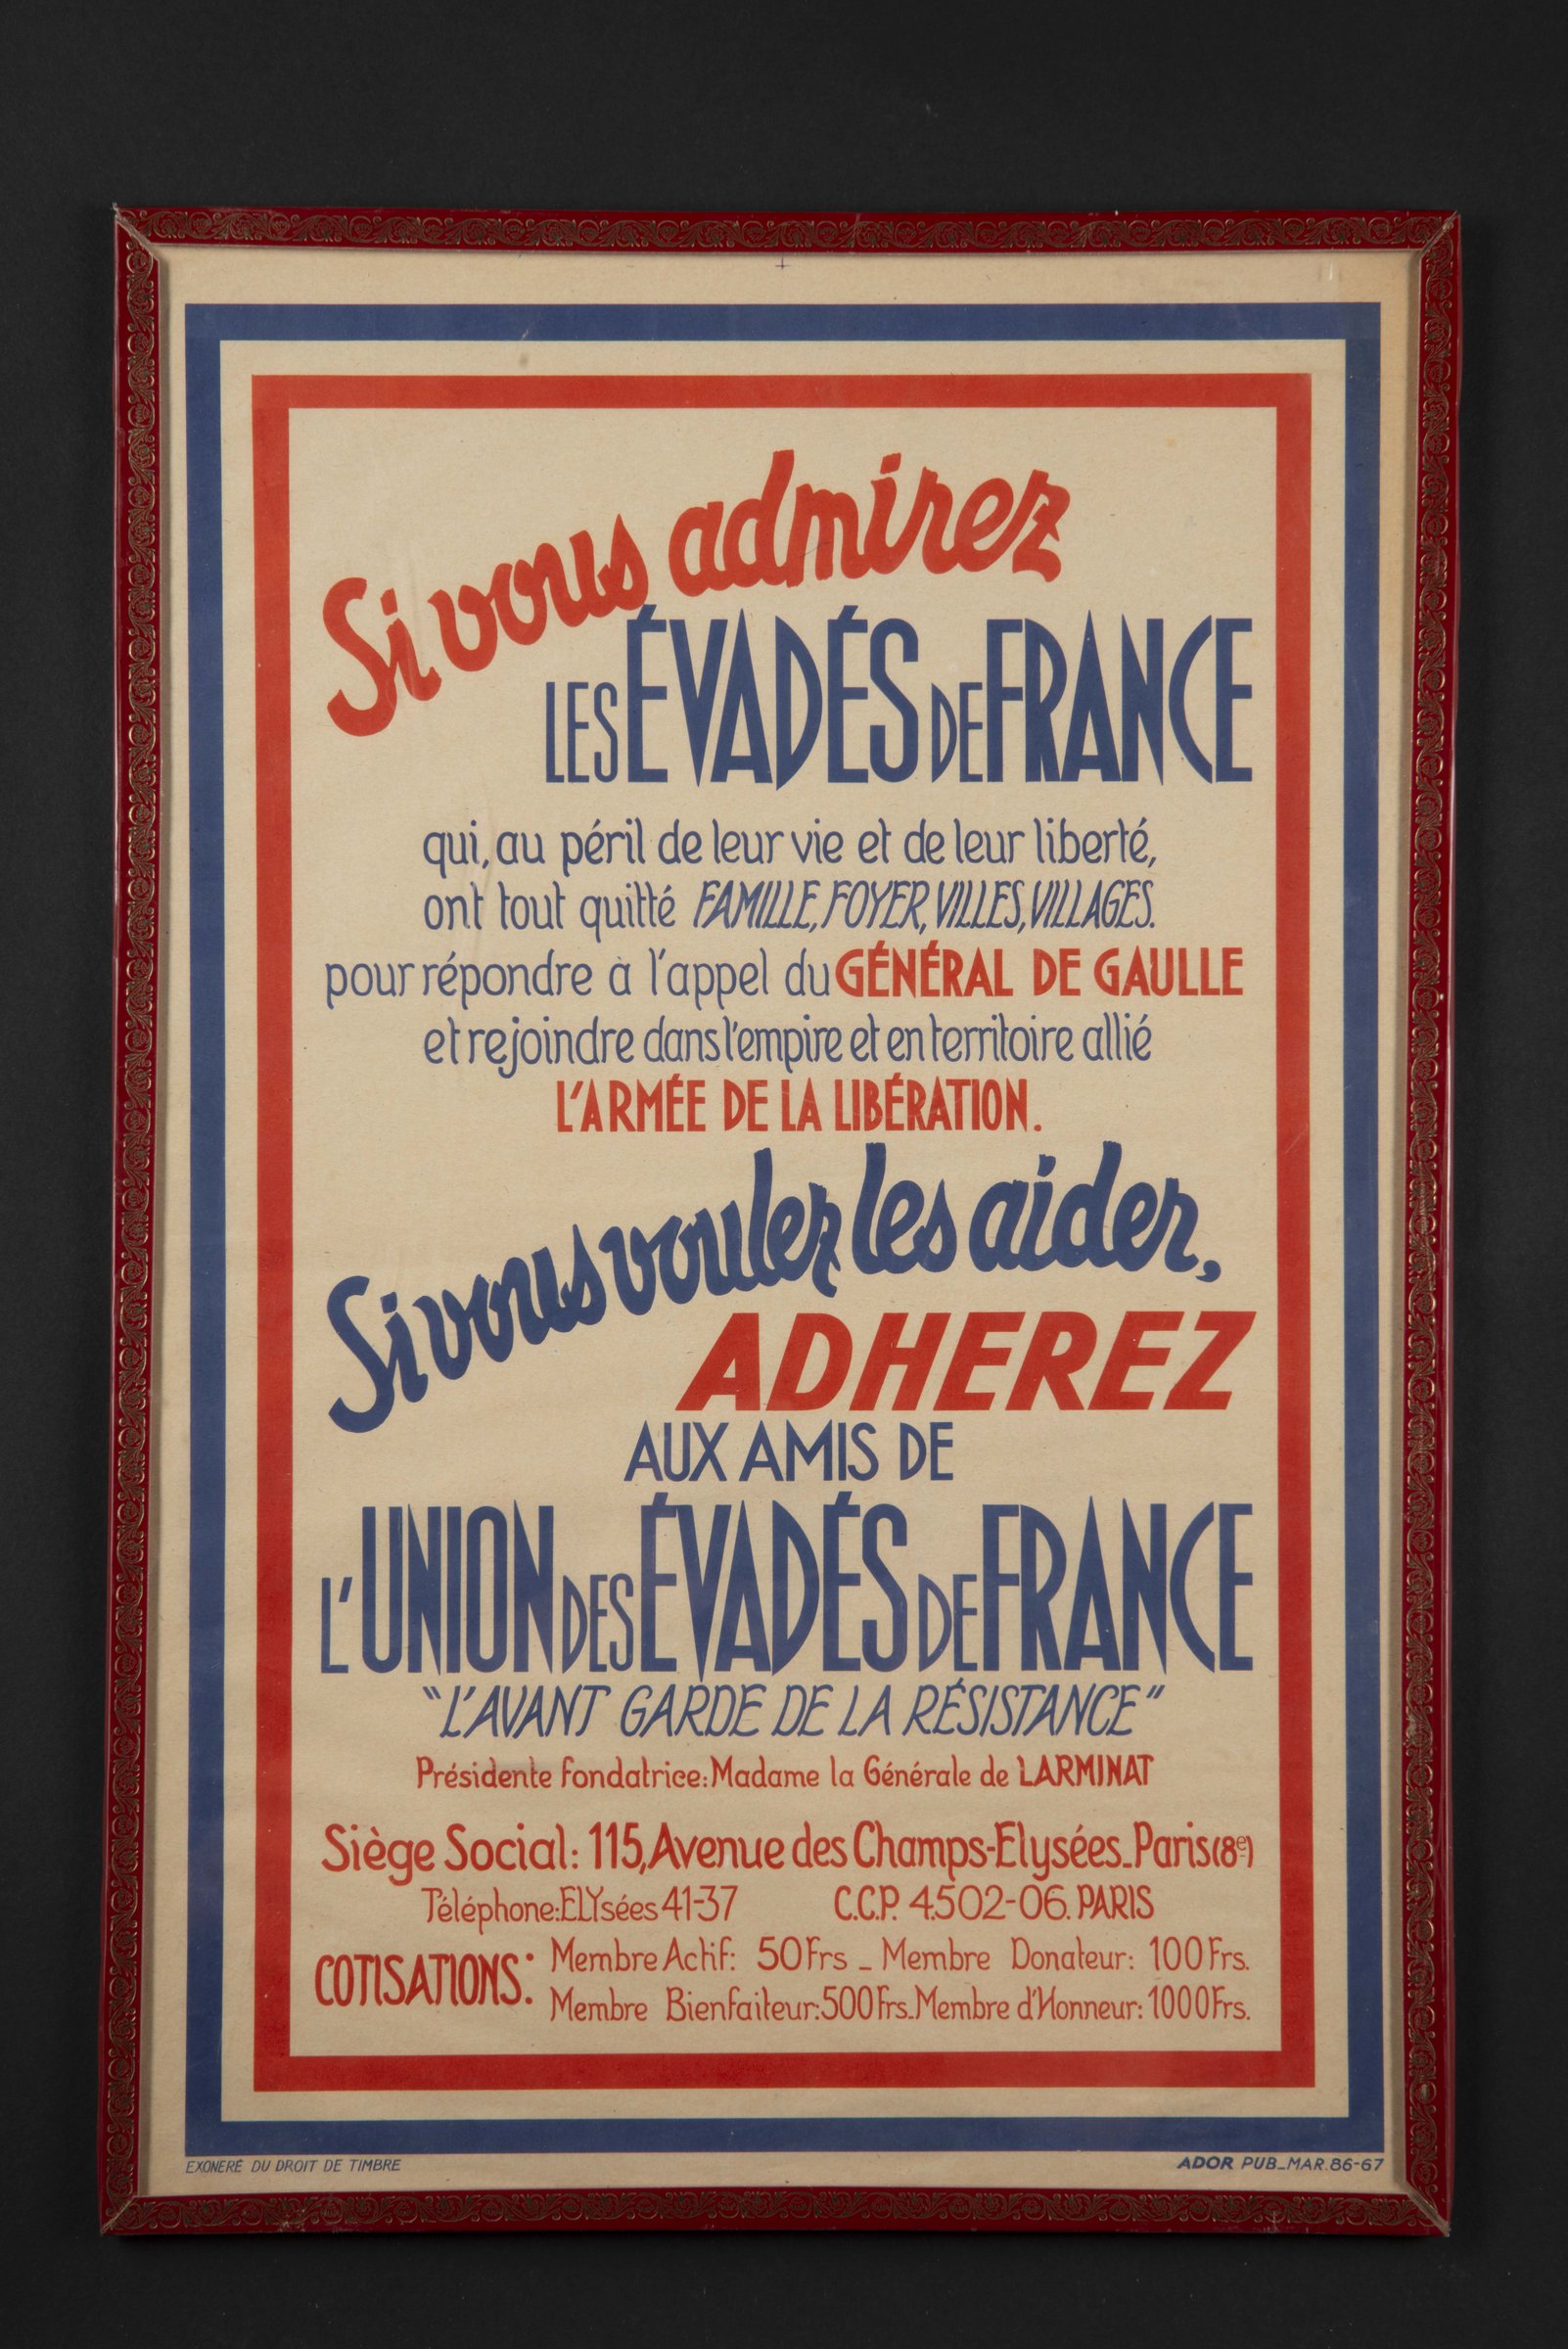 Si vous admirez
LES ÉVADÉS DE FRANCE
qui, au péril de leur vie et de leur liberté,
ont tout quitté FAMILLE, FOYER, VILLES, VILLAGES.
pour répondre à l'appel du GÉNÉRAL DE GAULLE
et rejoindre dans l'empire et en territoire allié
L'ARMÉE DE LA LIBÉRATION.
Si vous voulez les aider,
ADHEREZ
AUX AMIS DE
L'UNION DES ÉVADÉS DE FRANCE
"L'AVANT GARDE DE LA RÉSISTANCE"
Présidente fondatrice: Madame la Générale de LARMINAT
Siège Social: 115, Avenue des Champs-Elysées_Paris (8e)
Téléphone: ELYsées 41-37 C.C.P. 4.502-06. PARIS
COTISATIONS: Membre Actif: 50 Frs _ Membre Donateur: 100 Frs.
Membre Bienfaiteur: 500 Frs_Membre d'Honneur: 1000 Frs.
EXONERÉ DU DROIT DE TIMBRE
ADOR PUB_MAR. 86-67